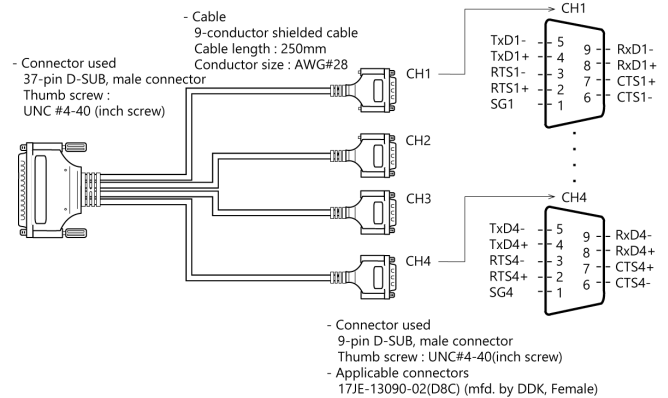 - Cable
9-conductor shielded cable
Cable length : 250mm
Conductor size : AWG#28
- Connector used
37-pin D-SUB, male connector
Thumb screw :
UNC #4-40 (inch screw)
CH1
CH2
CH3
CH4
CH1
TxD1- 5
TxD1+ 4
RTS1- 3
RTS1+ 2
SG1 1
9 RxD1-
8 RxD1+
7 CTS1+
6 CTS1-
CH4
TxD4- 5
TxD4+ 4
RTS4- 3
RTS4+ 2
SG4 1
9 RxD4-
8 RxD4+
7 CTS4+
6 CTS4-
- Connector used
9-pin D-SUB, male connector
Thumb screw : UNC#4-40(inch screw)
- Applicable connectors
17JE-13090-02(D8C) (mfd. by DDK, Female)